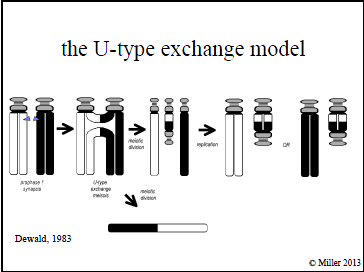 the U-type exchange model
prophase I
synapsis
U-type
exchange
meiosis
meiotic
division
replication
OR
meiotic
division
Dewald, 1983
© Miller 2013